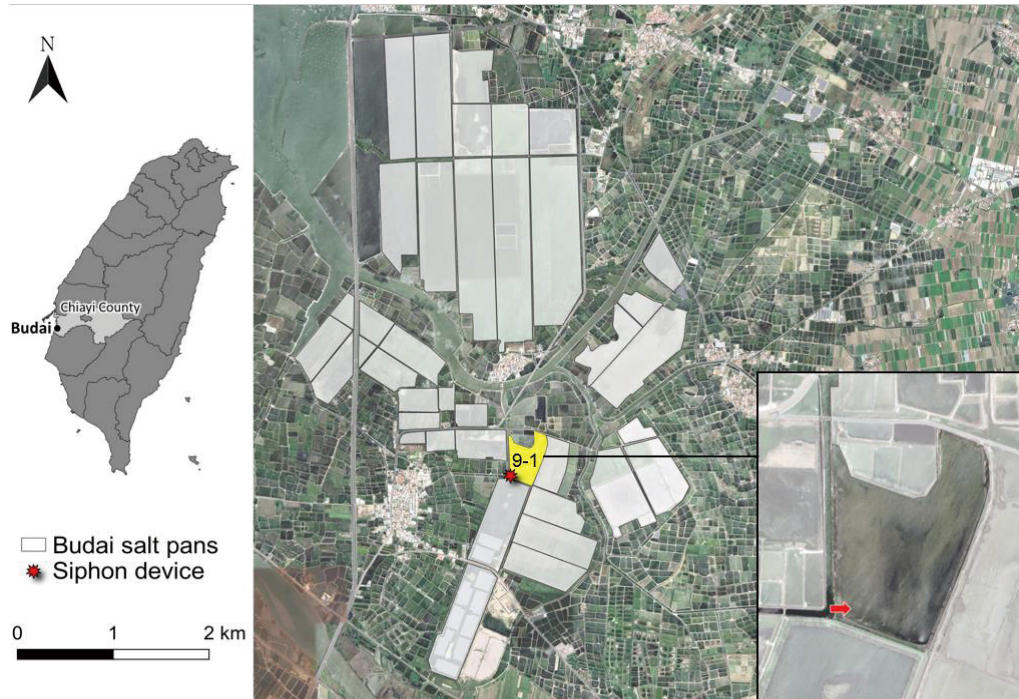 N
Chiayi County
Budai
Budai salt pans
Siphon device
0 1 2 km
9-1